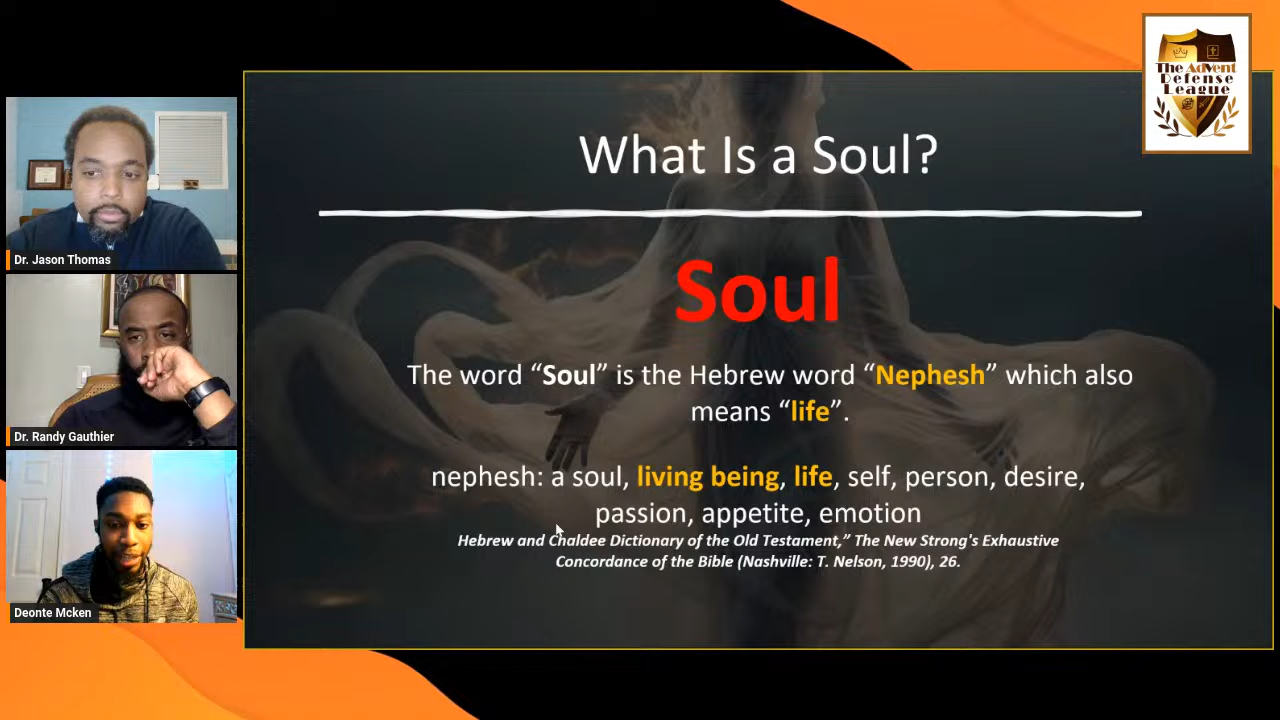 The Advent
Defense
League
What Is a Soul?
Soul
The word “Soul” is the Hebrew word “Nephesh” which also
means “life”.
nephesh: a soul, living being, life, self, person, desire,
passion, appetite, emotion
Hebrew and Chaldee Dictionary of the Old Testament,” The New Strong's Exhaustive
Concordance of the Bible (Nashville: T. Nelson, 1990), 26.
Dr. Jason Thomas
Dr. Randy Gauthier
Deonte Mcken